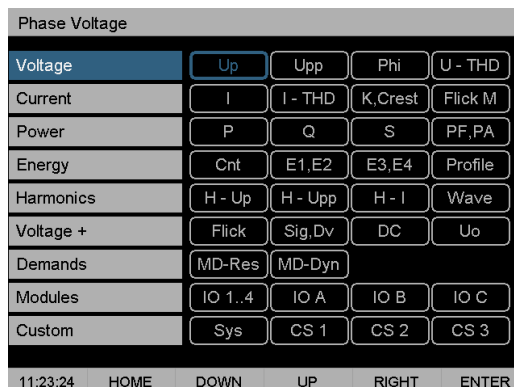 Phase Voltage
Voltage Up Upp Phi U - THD
Current I I - THD K,Crest Flick M
Power P Q S PF,PA
Energy Cnt E1,E2 E3,E4 Profile
Harmonics H - Up H - Upp H - I Wave
Voltage + Flick Sig,Dv DC Uo
Demands MD-Res MD-Dyn
Modules IO 1..4 IO A IO B IO C
Custom Sys CS 1 CS 2 CS 3
11:23:24 HOME DOWN UP RIGHT ENTER